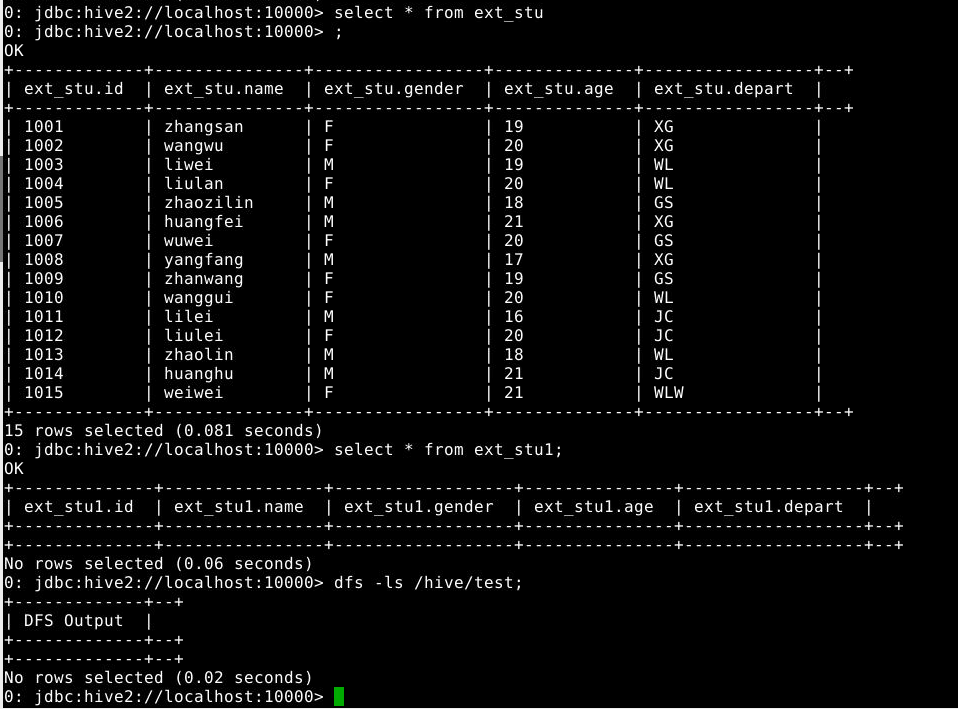 0: jdbc:hive2://localhost:10000> select * from ext_stu
0: jdbc:hive2://localhost:10000> ;
OK
+-------------+---------------+-----------------+--------------+-----------------+--+
| ext_stu.id | ext_stu.name | ext_stu.gender | ext_stu.age | ext_stu.depart |
+-------------+---------------+-----------------+--------------+-----------------+--+
| 1001 | zhangsan | F | 19 | XG |
| 1002 | wangwu | F | 20 | XG |
| 1003 | liwei | M | 19 | WL |
| 1004 | liulan | F | 20 | WL |
| 1005 | zhaozilin | M | 18 | GS |
| 1006 | huangfei | M | 21 | XG |
| 1007 | wuwei | F | 20 | GS |
| 1008 | yangfang | M | 17 | XG |
| 1009 | zhanwang | F | 19 | GS |
| 1010 | wanggui | F | 20 | WL |
| 1011 | lilei | M | 16 | JC |
| 1012 | liulei | F | 20 | JC |
| 1013 | zhaolin | M | 18 | WL |
| 1014 | huanghu | M | 21 | JC |
| 1015 | weiwei | F | 21 | WLW |
+-------------+---------------+-----------------+--------------+-----------------+--+
15 rows selected (0.081 seconds)
0: jdbc:hive2://localhost:10000> select * from ext_stu1;
OK
+--------------+----------------+------------------+---------------+------------------+--+
| ext_stu1.id | ext_stu1.name | ext_stu1.gender | ext_stu1.age | ext_stu1.depart |
+--------------+----------------+------------------+---------------+------------------+--+
+--------------+----------------+------------------+---------------+------------------+--+
No rows selected (0.06 seconds)
0: jdbc:hive2://localhost:10000> dfs -ls /hive/test;
+-------------+--+
| DFS Output |
+-------------+--+
+-------------+--+
No rows selected (0.02 seconds)
0: jdbc:hive2://localhost:10000>